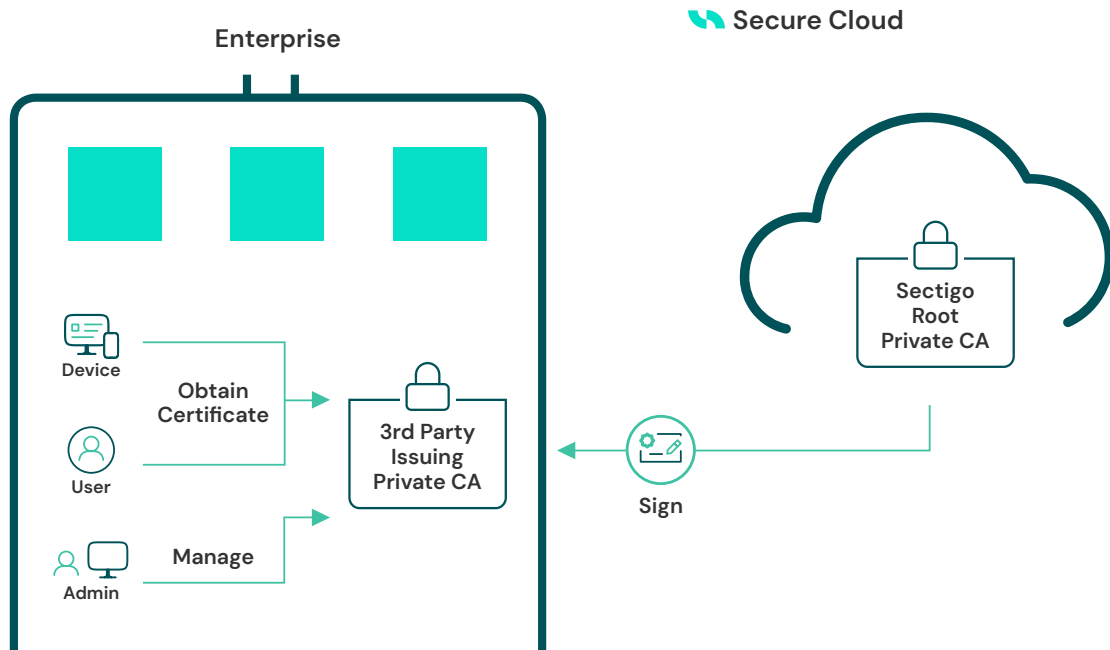 Secure Cloud
Enterprise
Sectigo
Root
Private CA
Device
Obtain
Certificate
3rd Party
Issuing
Private CA
User
Sign
Manage
Admin